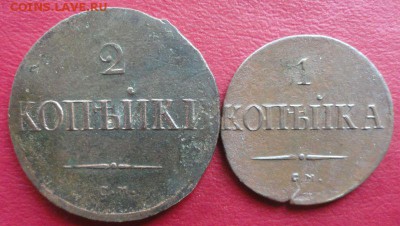 COINS.LAVE.RU
2
КОПѢЙКИ
С.М.
1
КОПѢЙКА
С.М.